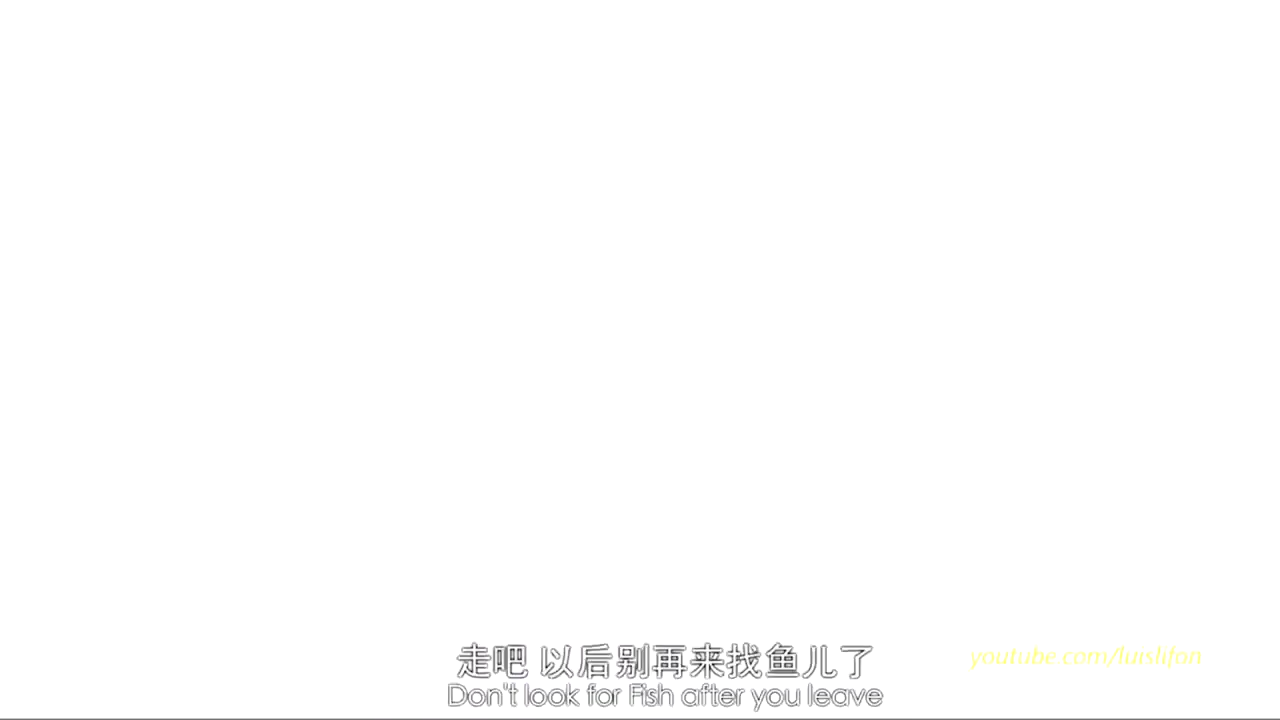 走吧 以后别再来找鱼儿了
Don't look for Fish after you leave
youtube.com/luislifon